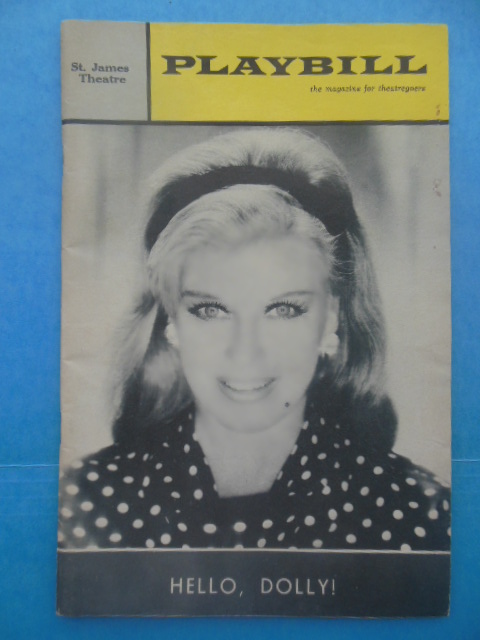 St. James
Theatre
PLAYBILL
the magazine for theatregoers
HELLO, DOLLY!